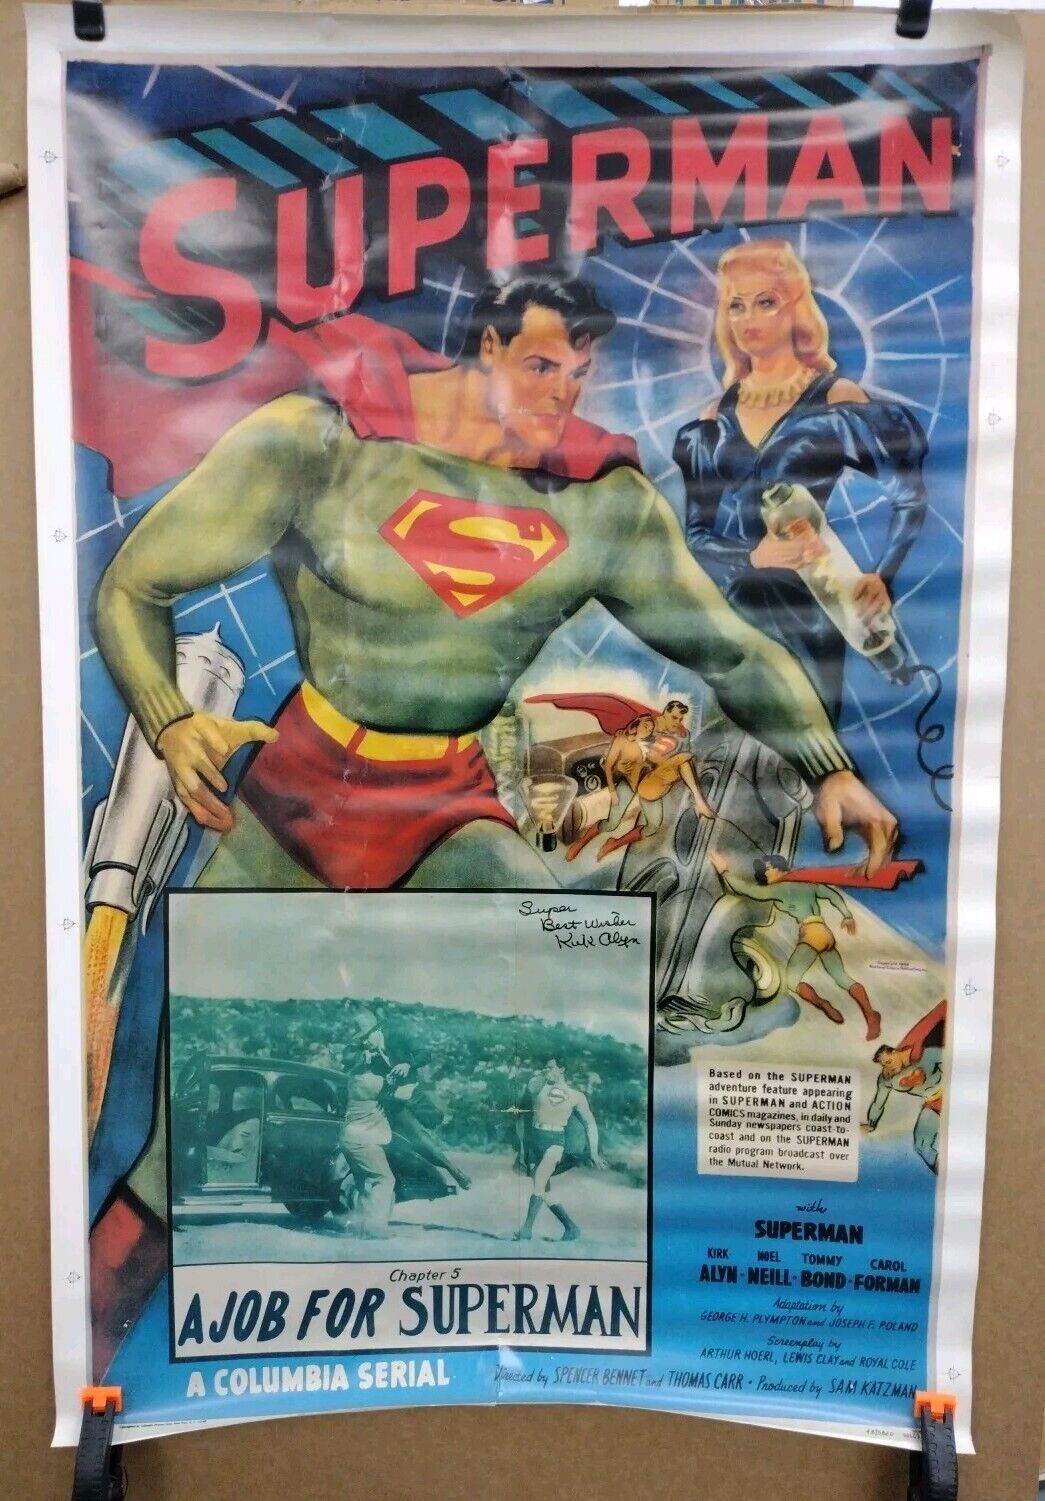 SUPERMAN
Super
Best Wishes
Kirk Alyn
Based on the SUPERMAN
adventure feature appearing
in SUPERMAN and ACTION
COMICS magazines, in daily and
Sunday newspapers coast-to-
coast and on the SUPERMAN
radio program broadcast over
the Mutual Network.
with
SUPERMAN
KIRK NOEL TOMMY CAROL
ALYN-NEILL-BOND-FORMAN
Adaptation by
GEORGE H. PLYMPTON and JOSEPH F. POLAND
Screenplay by
ARTHUR HOERL, LEWIS CLAY and ROYAL COLE
Chapter 5
A JOB FOR SUPERMAN
A COLUMBIA SERIAL
Directed by SPENCER BENNET and THOMAS CARR • Produced by SAM KATZMAN